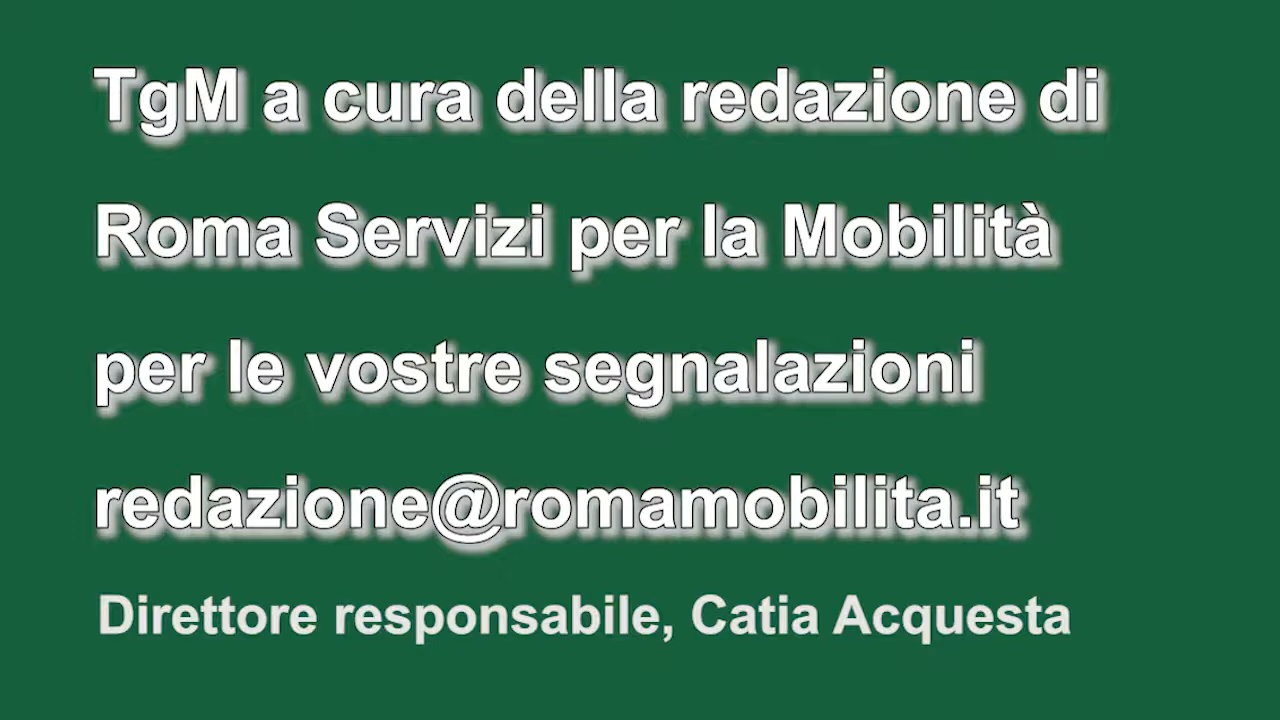 TgM a cura della redazione di
Roma Servizi per la Mobilità
per le vostre segnalazioni
redazione@romamobilita.it
Direttore responsabile, Catia Acquesta